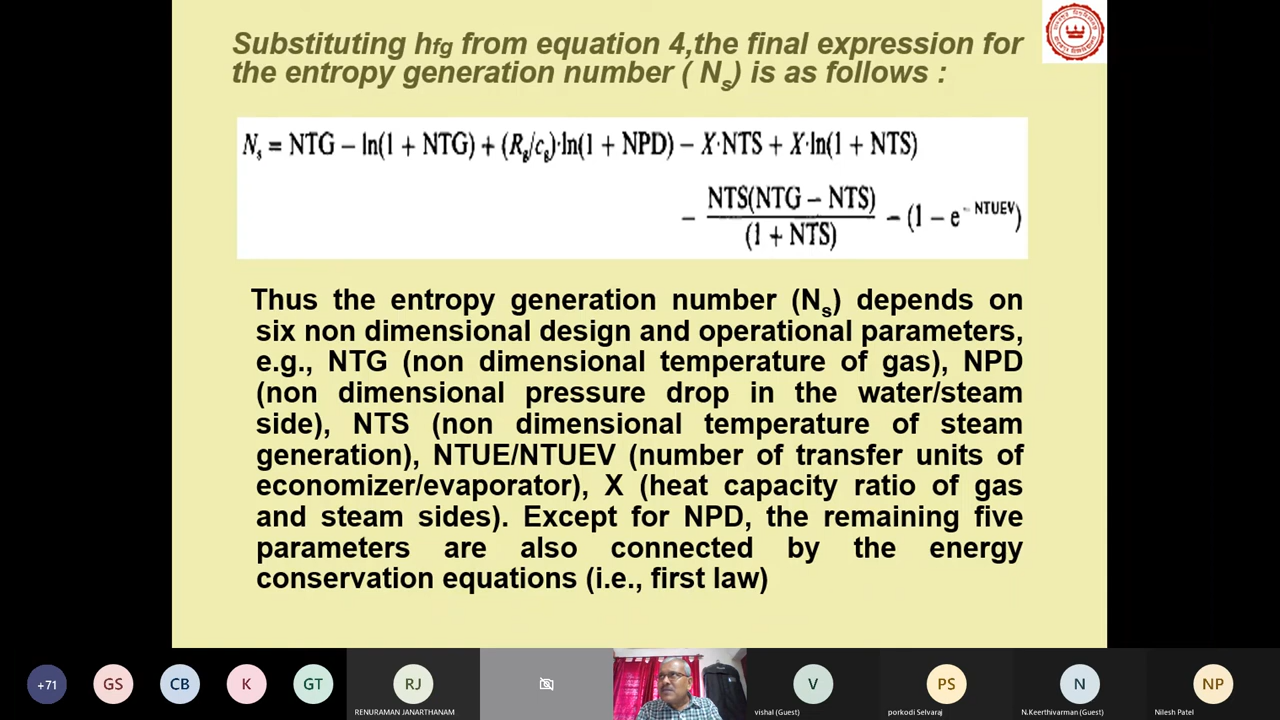 Substituting hfg from equation 4,the final expression for
the entropy generation number ( Ns) is as follows :
Ns = NTG – ln(1 + NTG) + (Rg/cg)·ln(1 + NPD) – X·NTS + X·ln(1 + NTS)
– NTS(NTG – NTS)/(1 + NTS) – (1 – e^– NTUEV)
Thus the entropy generation number (Ns) depends on
six non dimensional design and operational parameters,
e.g., NTG (non dimensional temperature of gas), NPD
(non dimensional pressure drop in the water/steam
side), NTS (non dimensional temperature of steam
generation), NTUE/NTUEV (number of transfer units of
economizer/evaporator), X (heat capacity ratio of gas
and steam sides). Except for NPD, the remaining five
parameters are also connected by the energy
conservation equations (i.e., first law)
+71
GS
CB
K
GT
RJ
RENURAMAN JANARTHANAM
V
vishal (Guest)
PS
porkodi Selvaraj
N
N.Keerthivarman (Guest)
NP
Nilesh Patel